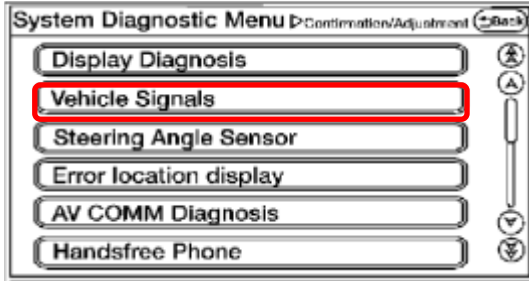 System Diagnostic Menu ▷Confirmation/Adjustment Back
Display Diagnosis
Vehicle Signals
Steering Angle Sensor
Error location display
AV COMM Diagnosis
Handsfree Phone